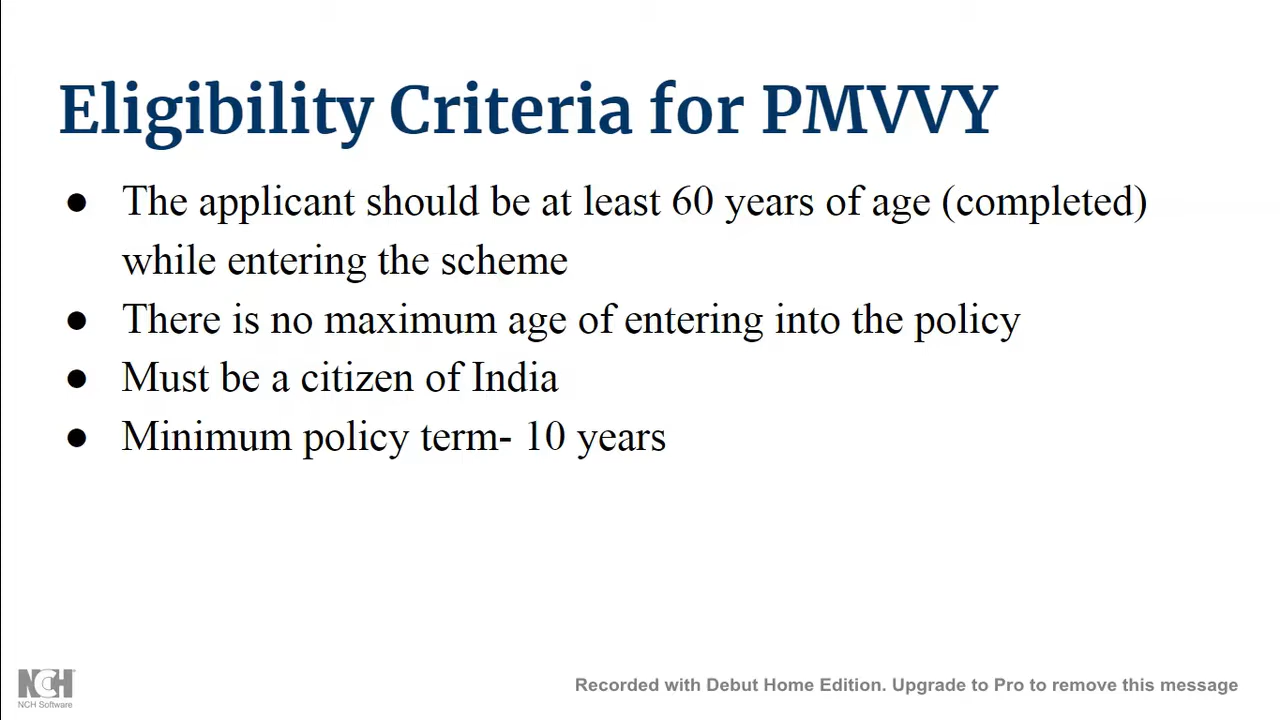 Eligibility Criteria for PMVVY
● The applicant should be at least 60 years of age (completed)
while entering the scheme
● There is no maximum age of entering into the policy
● Must be a citizen of India
● Minimum policy term- 10 years
NCH
NCH Software
Recorded with Debut Home Edition. Upgrade to Pro to remove this message